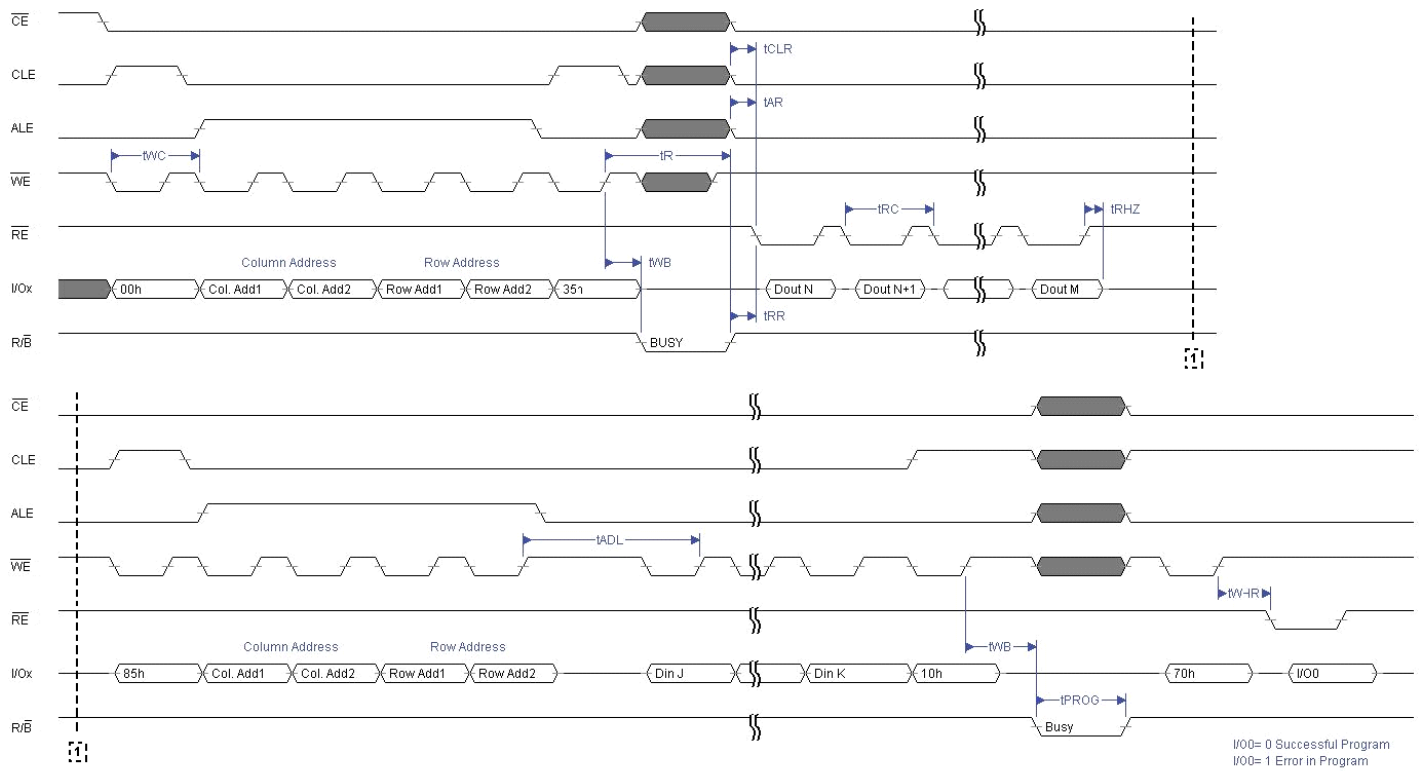 CE
tCLR
CLE
tAR
ALE
tWC
tR
WE
tRC
tRHZ
RE
Column Address Row Address tWB
I/Ox 00h Col. Add1 Col. Add2 Row Add1 Row Add2 35h Dout N Dout N+1 Dout M
tRR
R/B BUSY
1
CE
CLE
ALE
tADL
WE
tWHR
RE
Column Address Row Address tWB
I/Ox 85h Col. Add1 Col. Add2 Row Add1 Row Add2 Din J Din K 10h 70h I/O0
tPROG
R/B Busy
1
I/O0= 0 Successful Program
I/O0= 1 Error in Program